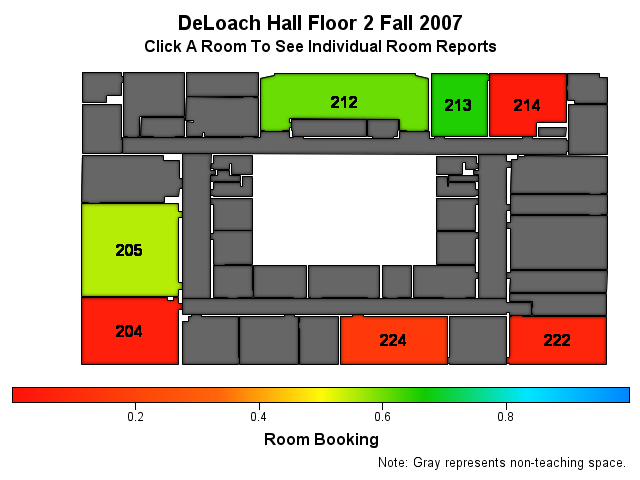 DeLoach Hall Floor 2 Fall 2007
Click A Room To See Individual Room Reports
212
213
214
205
204
224
222
0.2 0.4 0.6 0.8
Room Booking
Note: Gray represents non-teaching space.